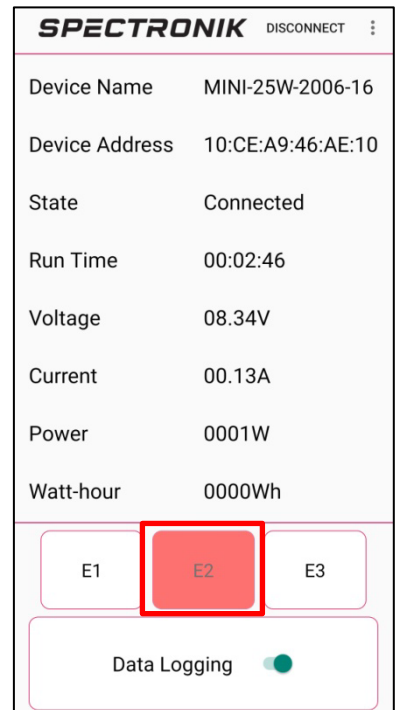 SPECTRONIK DISCONNECT
Device Name MINI-25W-2006-16
Device Address 10:CE:A9:46:AE:10
State Connected
Run Time 00:02:46
Voltage 08.34V
Current 00.13A
Power 0001W
Watt-hour 0000Wh
E1 E2 E3
Data Logging